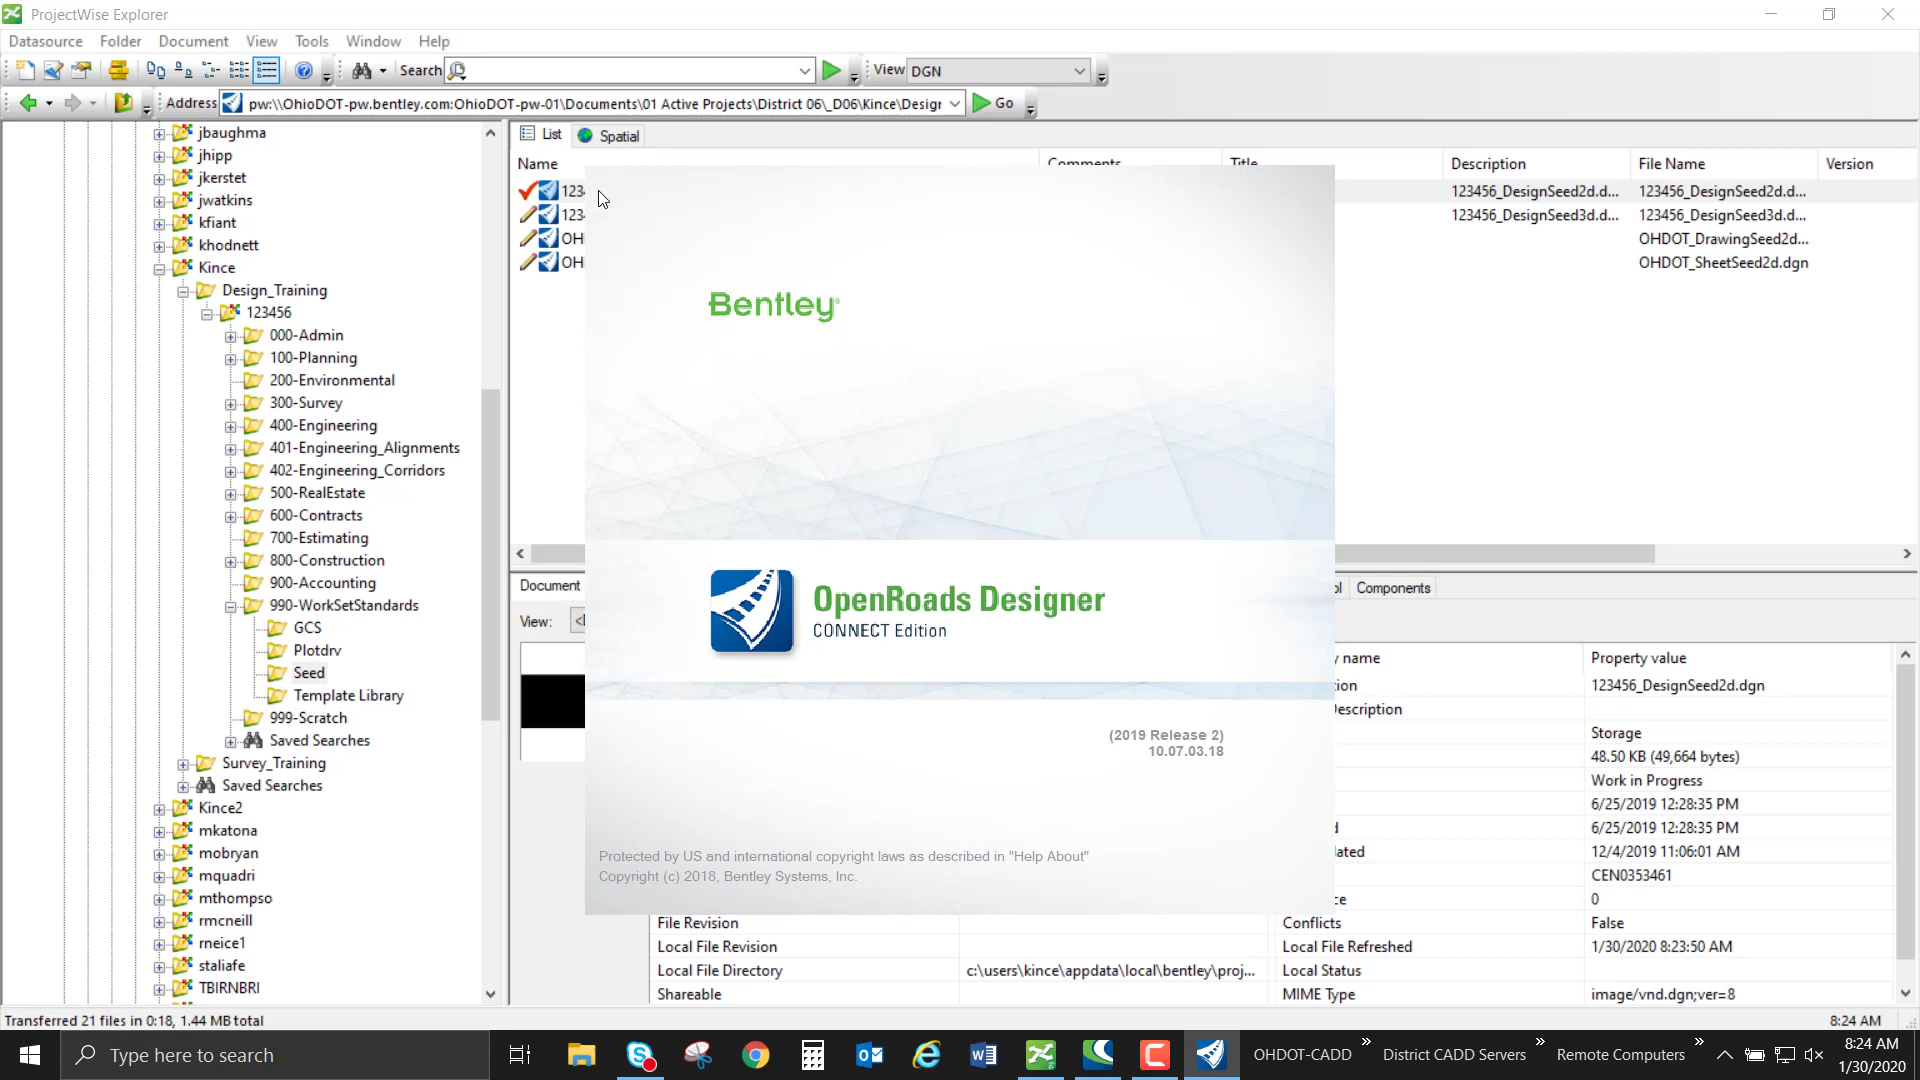 ProjectWise Explorer
Datasource Folder Document View Tools Window Help
Search View DGN
Address pw:\\OhioDOT-pw.bentley.com:OhioDOT-pw-01\Documents\01 Active Projects\District 06\_D06\Kince\Desigr Go
jbaughma
jhipp
jkerstet
jwatkins
kfiant
khodnett
Kince
Design_Training
123456
000-Admin
100-Planning
200-Environmental
300-Survey
400-Engineering
401-Engineering_Alignments
402-Engineering_Corridors
500-RealEstate
600-Contracts
700-Estimating
800-Construction
900-Accounting
990-WorkSetStandards
GCS
Plotdrv
Seed
Template Library
999-Scratch
Saved Searches
Survey_Training
Saved Searches
Kince2
mkatona
mobryan
mquadri
mthompso
rmcneill
rneice1
staliafe
TBIRNBRI
List Spatial
Name Comments Title Description File Name Version
123 123456_DesignSeed2d.d... 123456_DesignSeed2d.d...
123 123456_DesignSeed3d.d... 123456_DesignSeed3d.d...
OH OHDOT_DrawingSeed2d...
OH OHDOT_SheetSeed2d.dgn
Bentley
OpenRoads Designer
CONNECT Edition
(2019 Release 2)
10.07.03.18
Protected by US and international copyright laws as described in "Help About"
Copyright (c) 2018, Bentley Systems, Inc.
Document Components
View:
name Property value
ion 123456_DesignSeed2d.dgn
Description
Storage
48.50 KB (49,664 bytes)
Work in Progress
6/25/2019 12:28:35 PM
6/25/2019 12:28:35 PM
ated 12/4/2019 11:06:01 AM
CEN0353461
ce 0
File Revision Conflicts False
Local File Revision Local File Refreshed 1/30/2020 8:23:50 AM
Local File Directory c:\users\kince\appdata\local\bentley\proj... Local Status
Shareable MIME Type image/vnd.dgn;ver=8
Transferred 21 files in 0:18, 1.44 MB total 8:24 AM
Type here to search OHDOT-CADD District CADD Servers Remote Computers 8:24 AM
1/30/2020